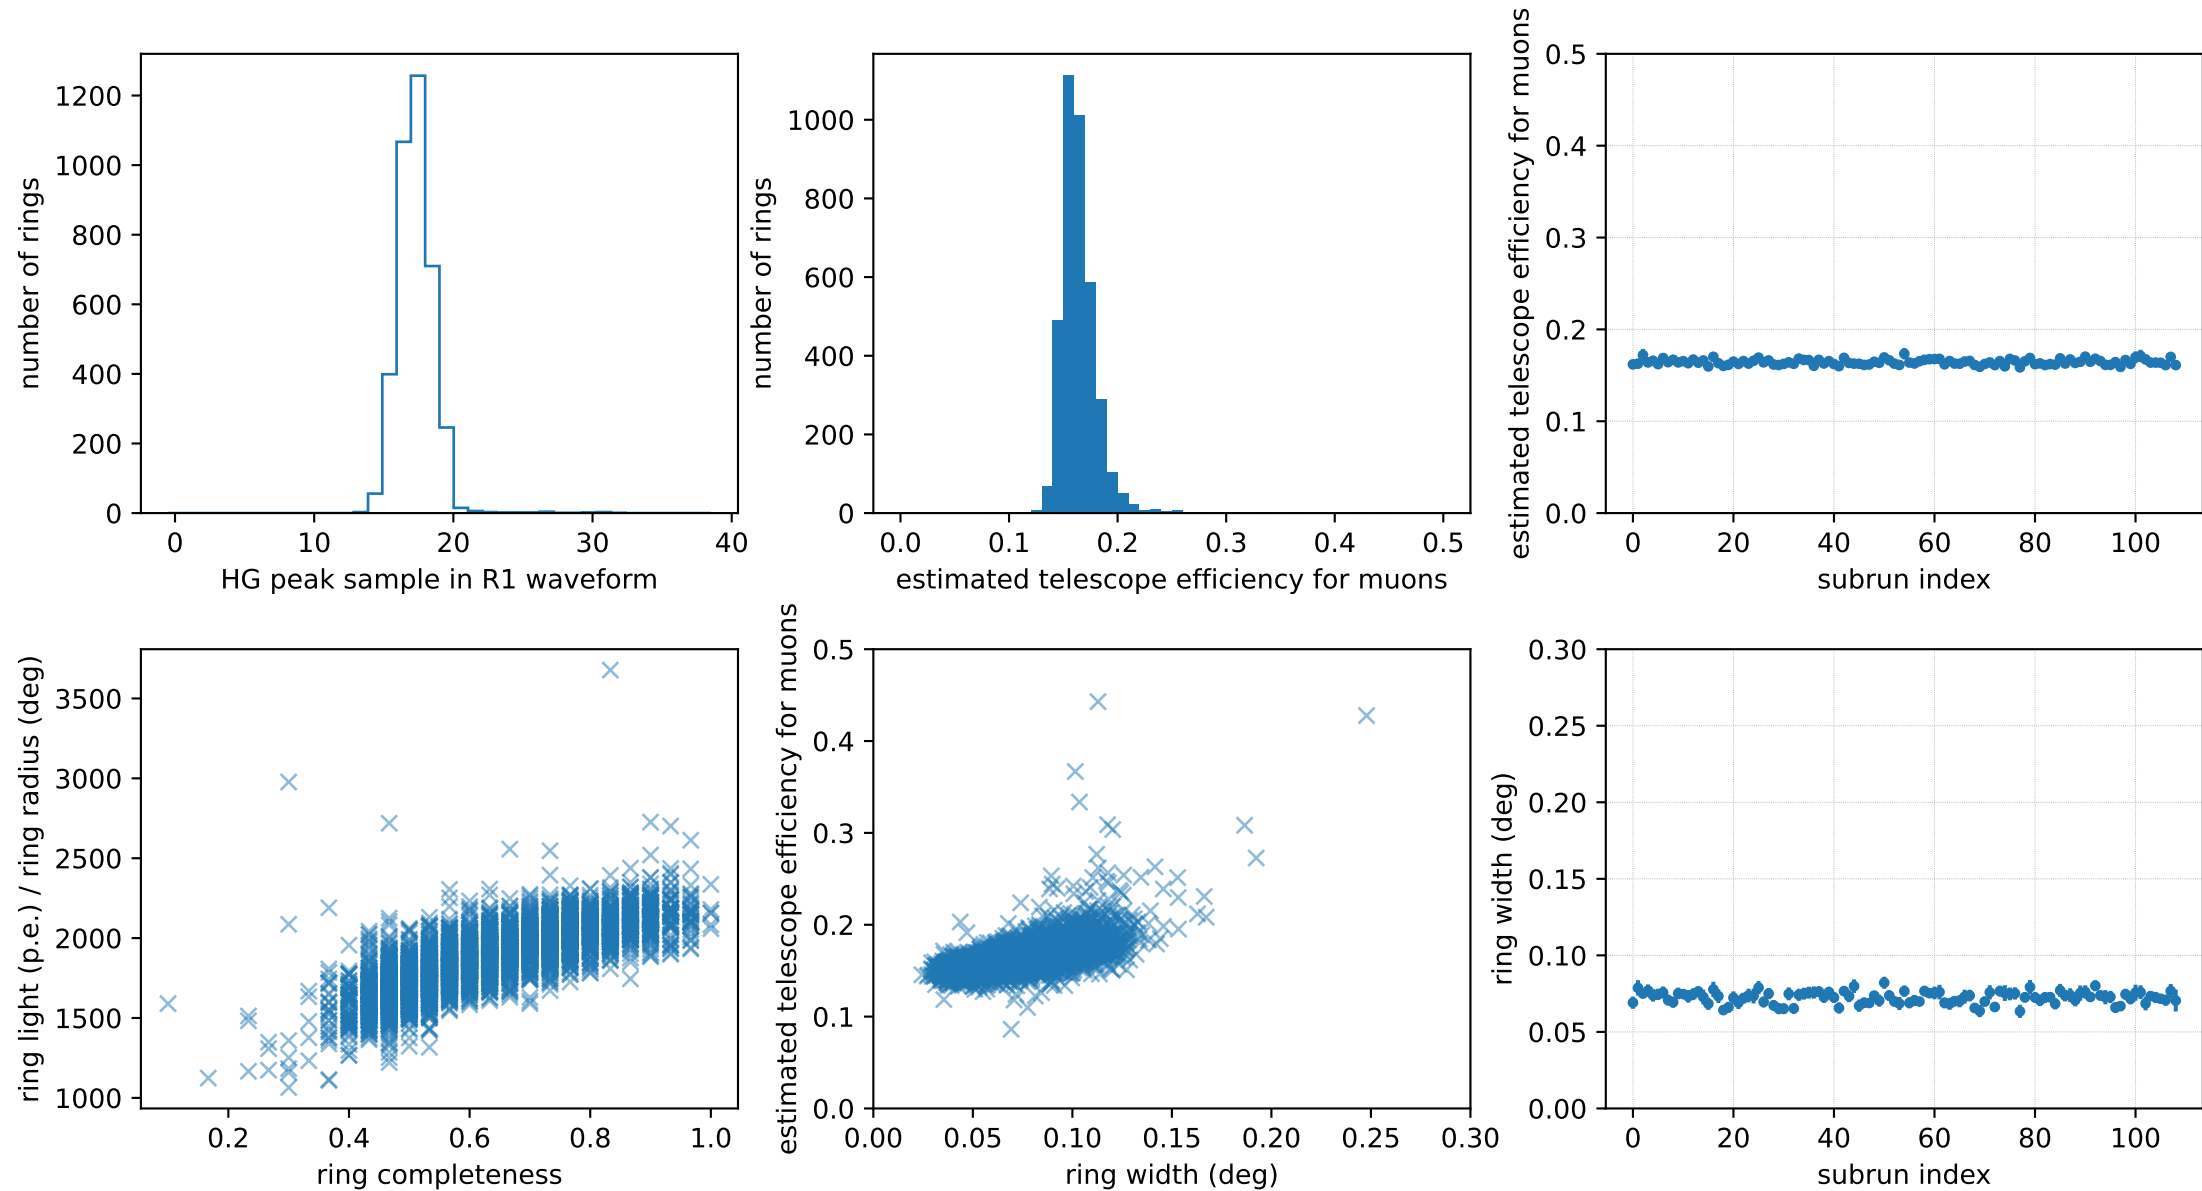 number of rings
1200
1000
800
600
400
200
0
0 10 20 30 40
HG peak sample in R1 waveform
number of rings
1000
800
600
400
200
0
0.0 0.1 0.2 0.3 0.4 0.5
estimated telescope efficiency for muons
estimated telescope efficiency for muons
0.5
0.4
0.3
0.2
0.1
0.0
0 20 40 60 80 100
subrun index
ring light (p.e.) / ring radius (deg)
3500
3000
2500
2000
1500
1000
0.2 0.4 0.6 0.8 1.0
ring completeness
estimated telescope efficiency for muons
0.5
0.4
0.3
0.2
0.1
0.0
0.00 0.05 0.10 0.15 0.20 0.25 0.30
ring width (deg)
ring width (deg)
0.30
0.25
0.20
0.15
0.10
0.05
0.00
0 20 40 60 80 100
subrun index